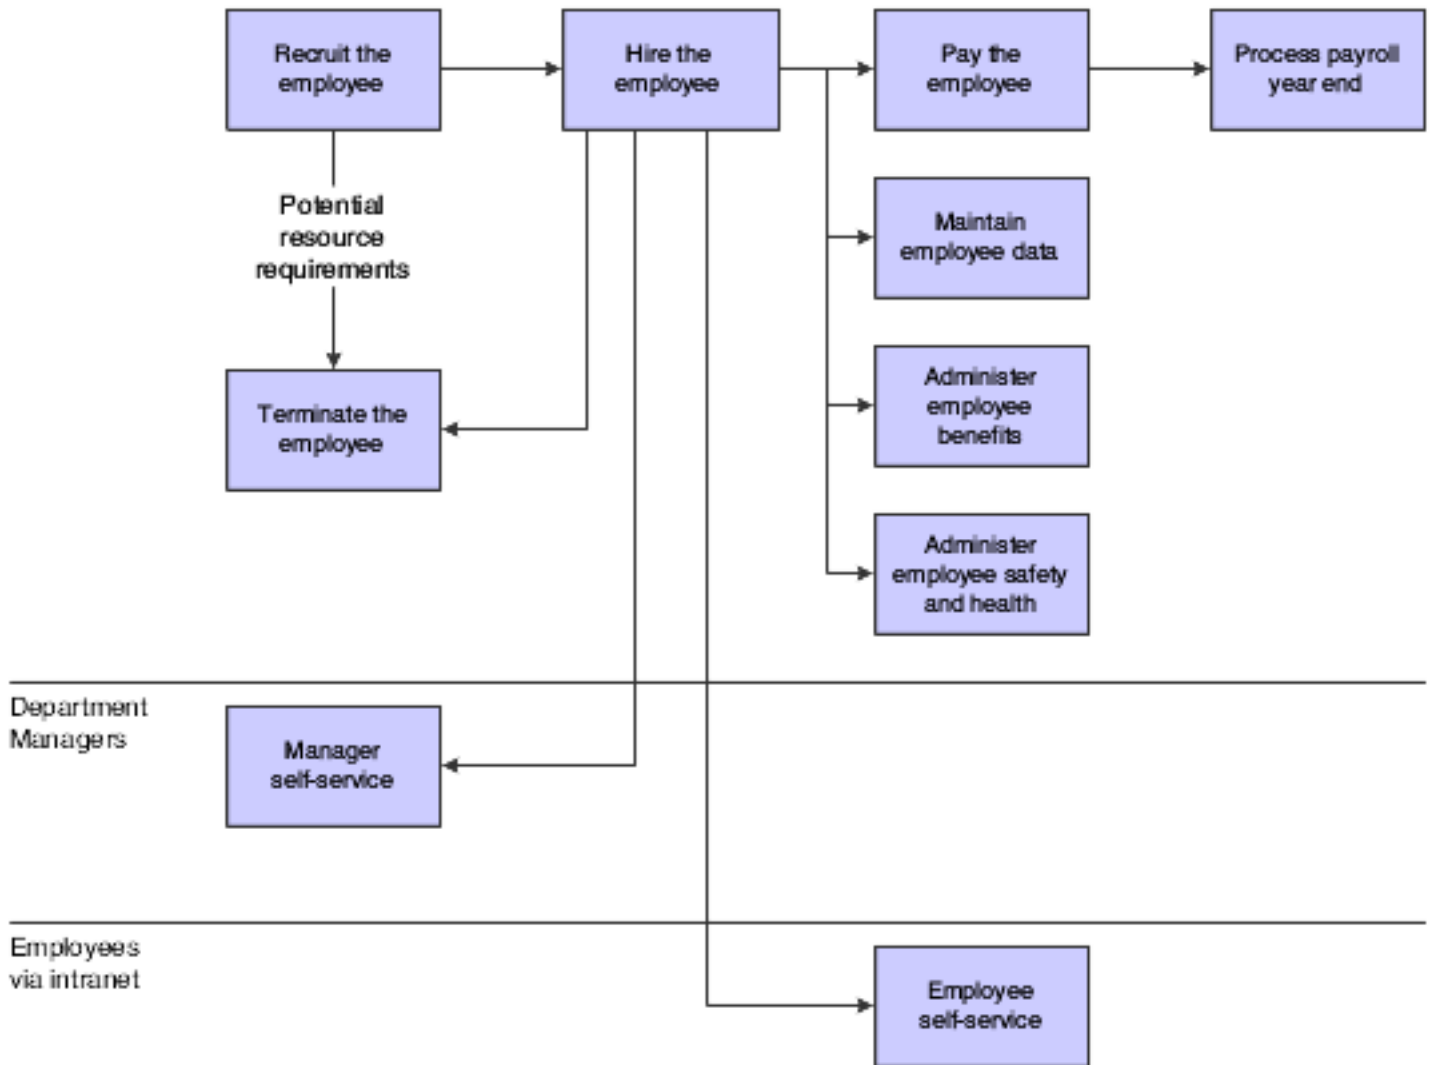 Recruit the
employee
Hire the
employee
Pay the
employee
Process payroll
year end
Potential
resource
requirements
Maintain
employee data
Terminate the
employee
Administer
employee
benefits
Administer
employee safety
and health
Department
Managers
Manager
self-service
Employees
via intranet
Employee
self-service